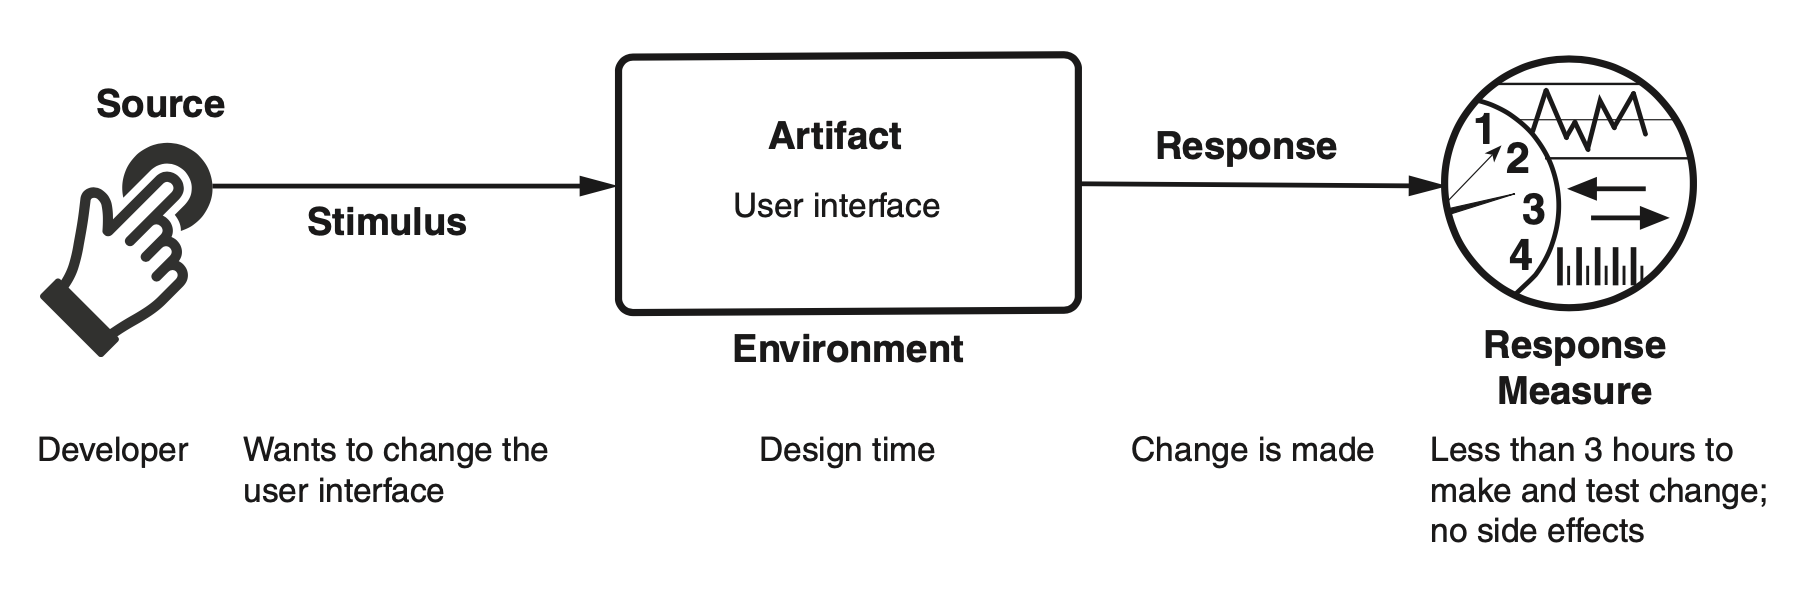 Source
Stimulus
Artifact
User interface
Environment
Response
1
2
3
4
Response
Measure
Developer
Wants to change the
user interface
Design time
Change is made
Less than 3 hours to
make and test change;
no side effects